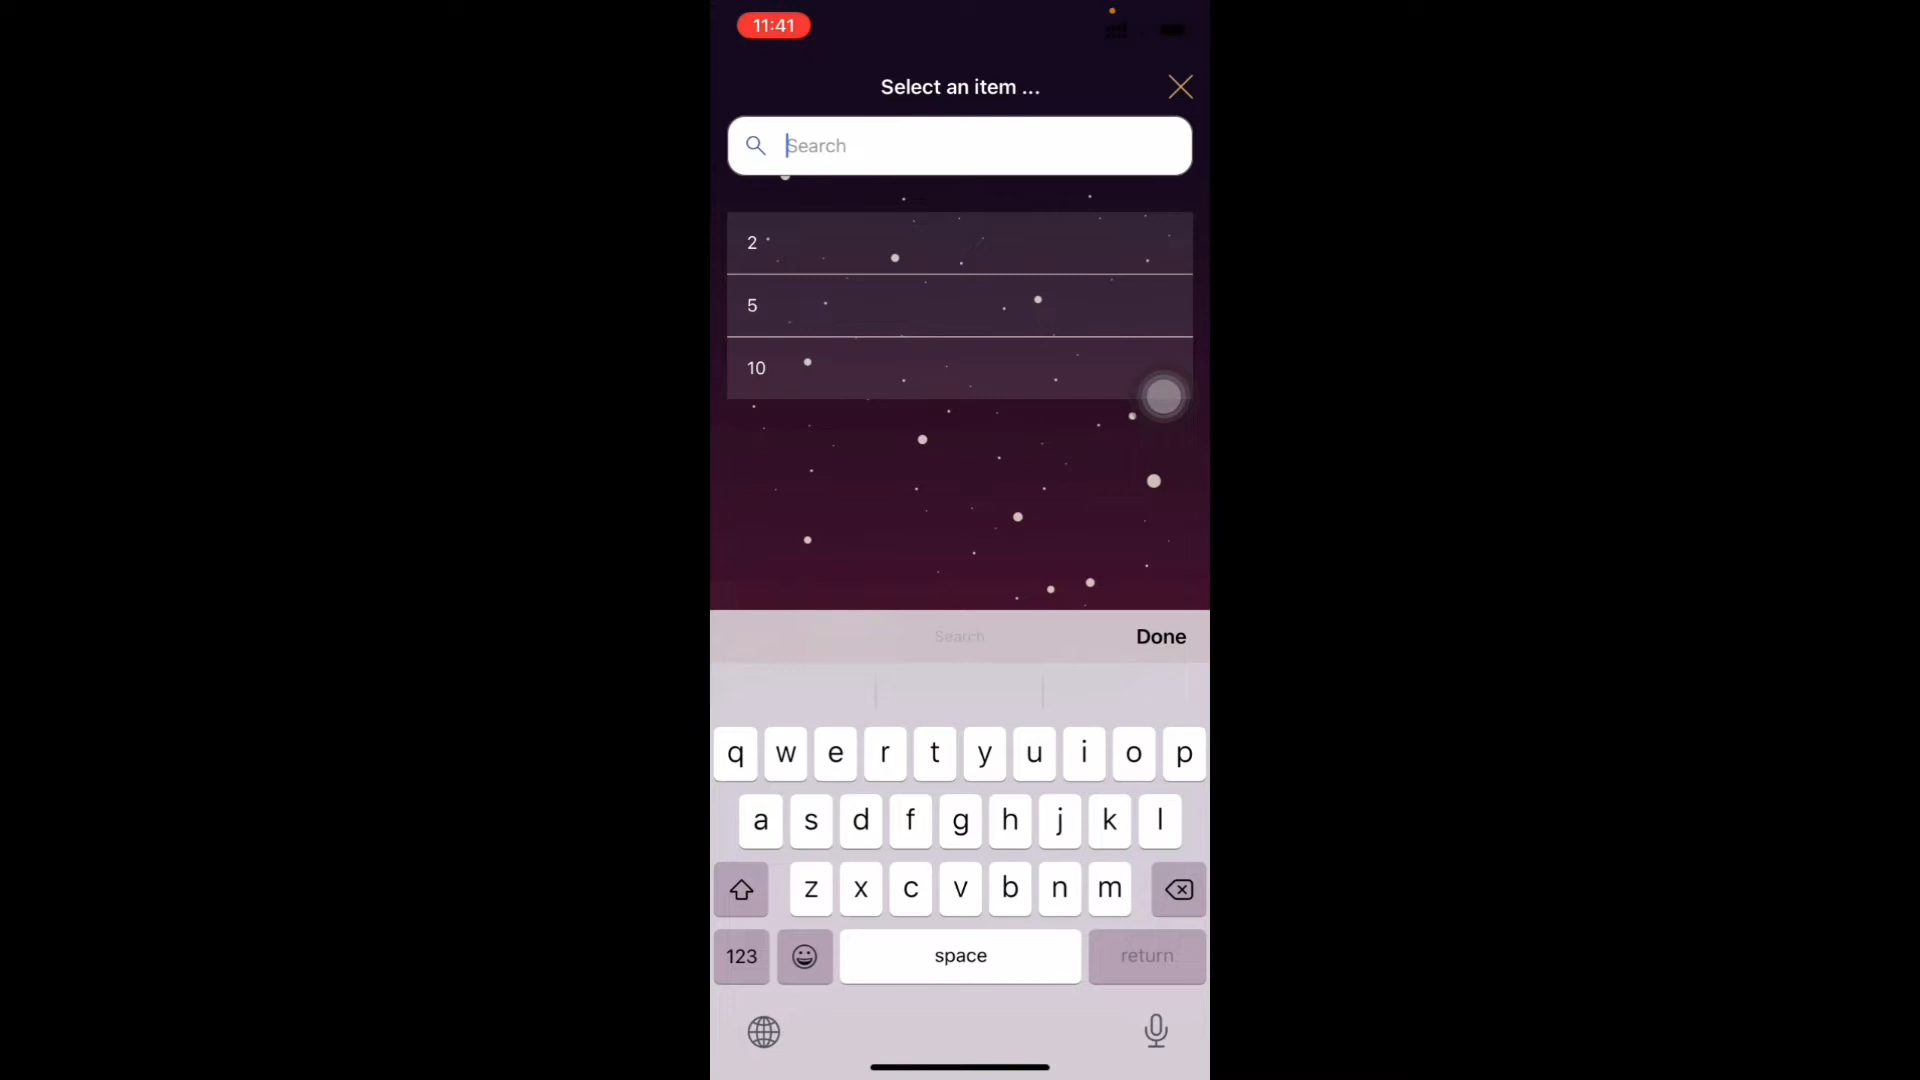 11:41
Select an item ...
Search
2
5
10
Search
Done
q w e r t y u i o p
a s d f g h j k l
z x c v b n m
123 space return